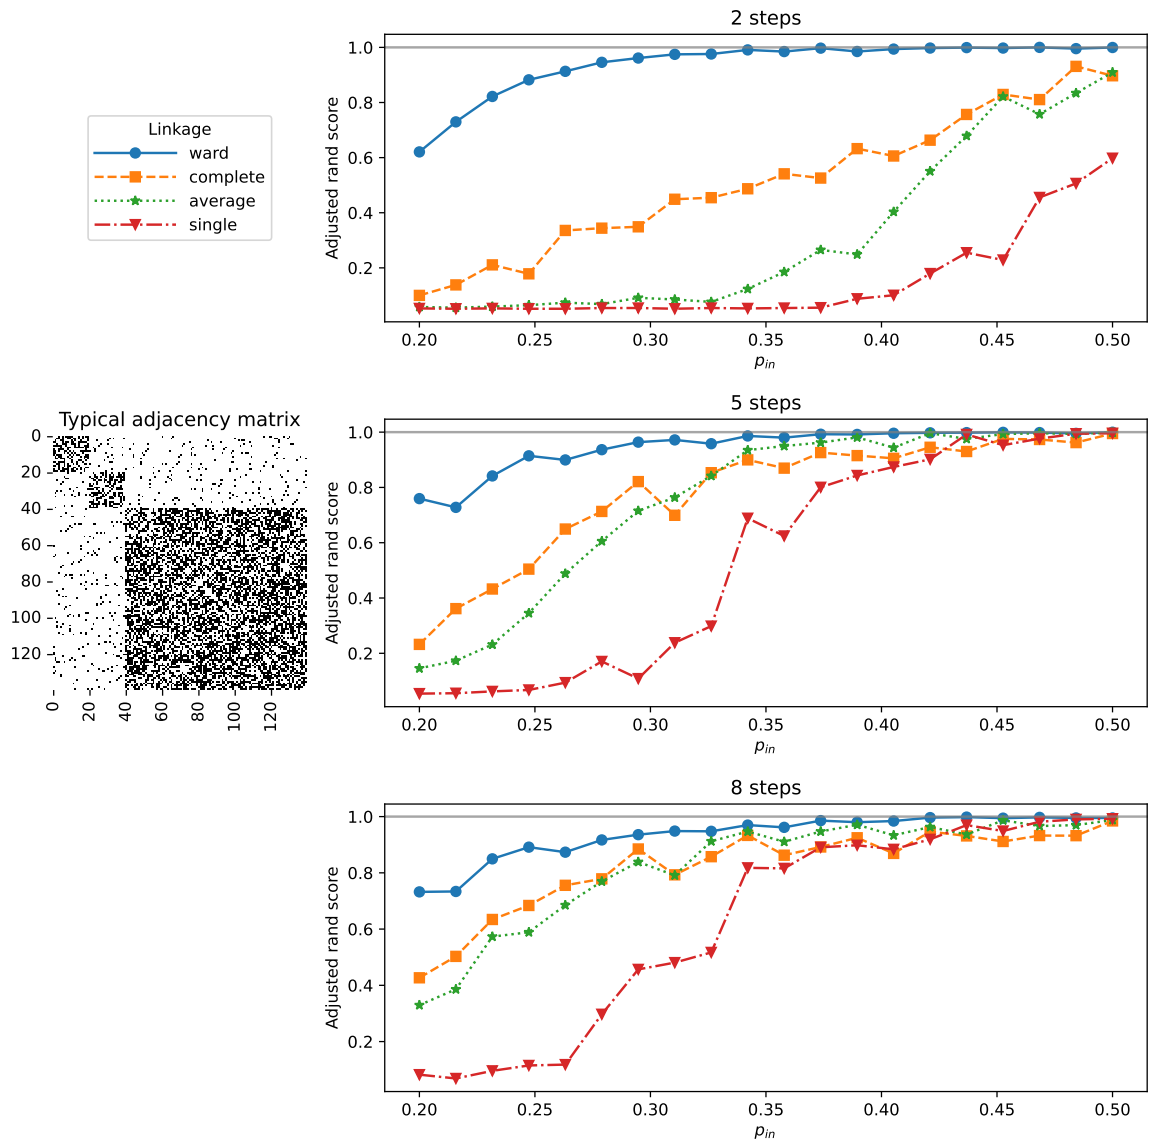 2 steps
Linkage
ward
complete
average
single
Adjusted rand score
1.0
0.8
0.6
0.4
0.2
0.20 0.25 0.30 0.35 0.40 0.45 0.50
p_in
Typical adjacency matrix
0
20
40
60
80
100
120
0 20 40 60 80 100 120
5 steps
Adjusted rand score
1.0
0.8
0.6
0.4
0.2
0.20 0.25 0.30 0.35 0.40 0.45 0.50
p_in
8 steps
Adjusted rand score
1.0
0.8
0.6
0.4
0.2
0.20 0.25 0.30 0.35 0.40 0.45 0.50
p_in